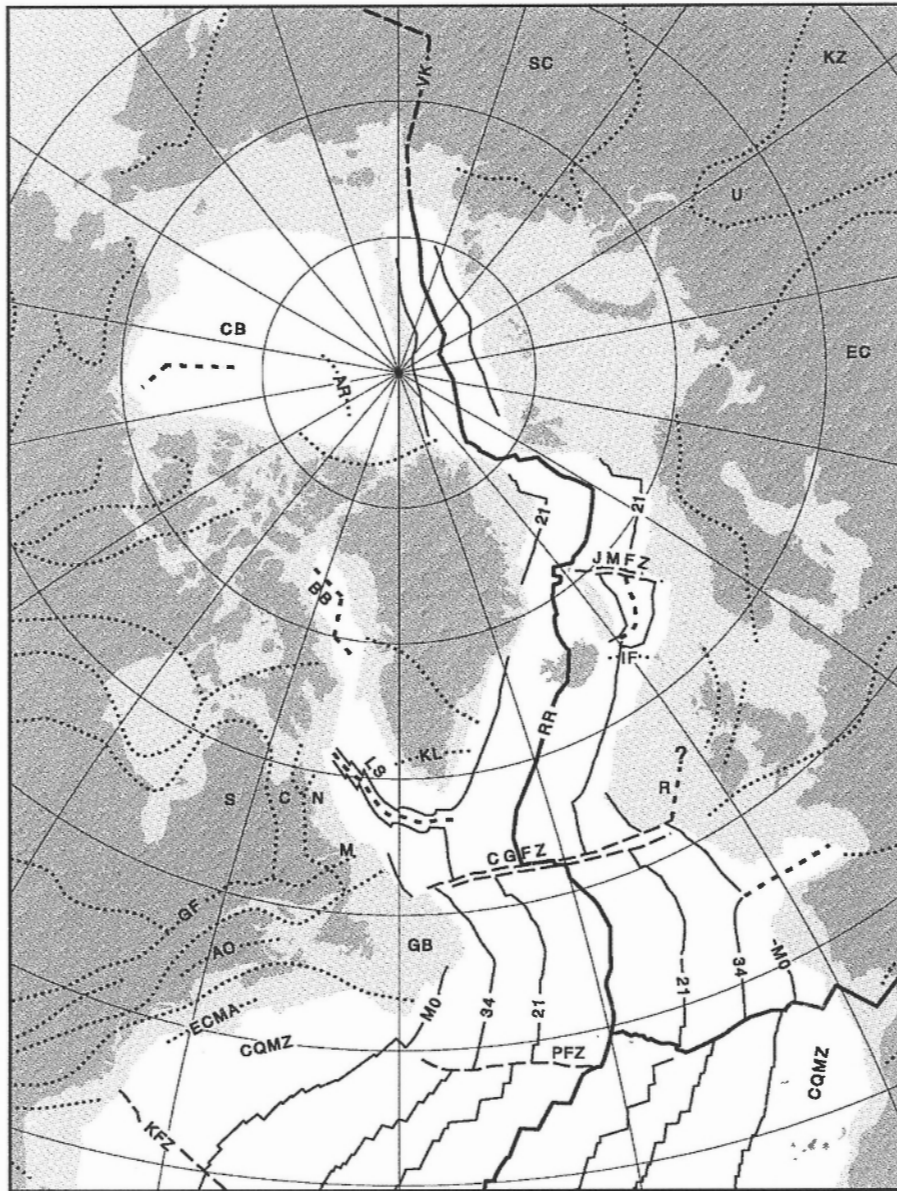 VK
SC
KZ
U
CB
AR
EC
21
21
JMFZ
BB
IF
RR
KL
LS
?
R
S
C
N
M
CGFZ
GF
AO
GB
ECMA
CQMZ
M0
34
21
21
34
-M0
PFZ
CQMZ
KFZ